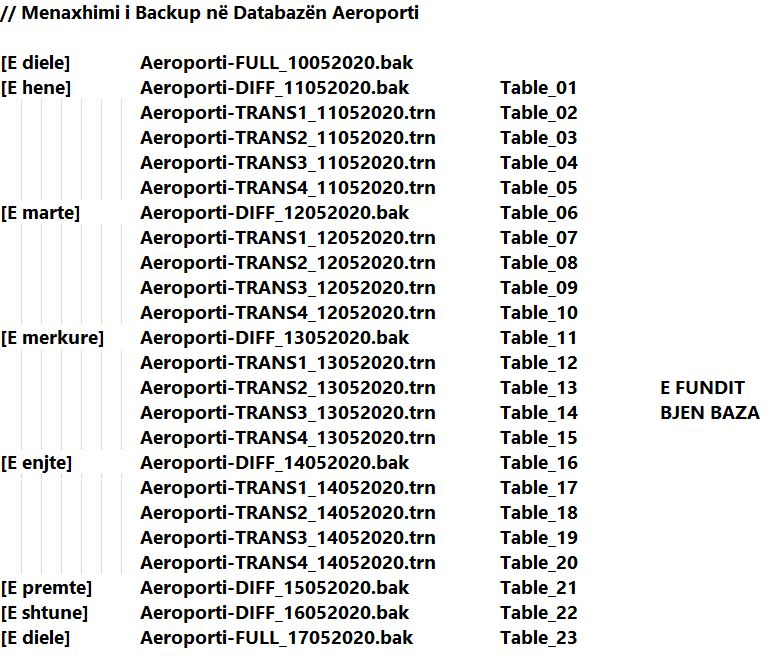 // Menaxhimi i Backup në Databazën Aeroporti
[E diele] Aeroporti-FULL_10052020.bak
[E hene] Aeroporti-DIFF_11052020.bak Table_01
Aeroporti-TRANS1_11052020.trn Table_02
Aeroporti-TRANS2_11052020.trn Table_03
Aeroporti-TRANS3_11052020.trn Table_04
Aeroporti-TRANS4_11052020.trn Table_05
[E marte] Aeroporti-DIFF_12052020.bak Table_06
Aeroporti-TRANS1_12052020.trn Table_07
Aeroporti-TRANS2_12052020.trn Table_08
Aeroporti-TRANS3_12052020.trn Table_09
Aeroporti-TRANS4_12052020.trn Table_10
[E merkure] Aeroporti-DIFF_13052020.bak Table_11
Aeroporti-TRANS1_13052020.trn Table_12
Aeroporti-TRANS2_13052020.trn Table_13 E FUNDIT
Aeroporti-TRANS3_13052020.trn Table_14 BJEN BAZA
Aeroporti-TRANS4_13052020.trn Table_15
[E enjte] Aeroporti-DIFF_14052020.bak Table_16
Aeroporti-TRANS1_14052020.trn Table_17
Aeroporti-TRANS2_14052020.trn Table_18
Aeroporti-TRANS3_14052020.trn Table_19
Aeroporti-TRANS4_14052020.trn Table_20
[E premte] Aeroporti-DIFF_15052020.bak Table_21
[E shtune] Aeroporti-DIFF_16052020.bak Table_22
[E diele] Aeroporti-FULL_17052020.bak Table_23